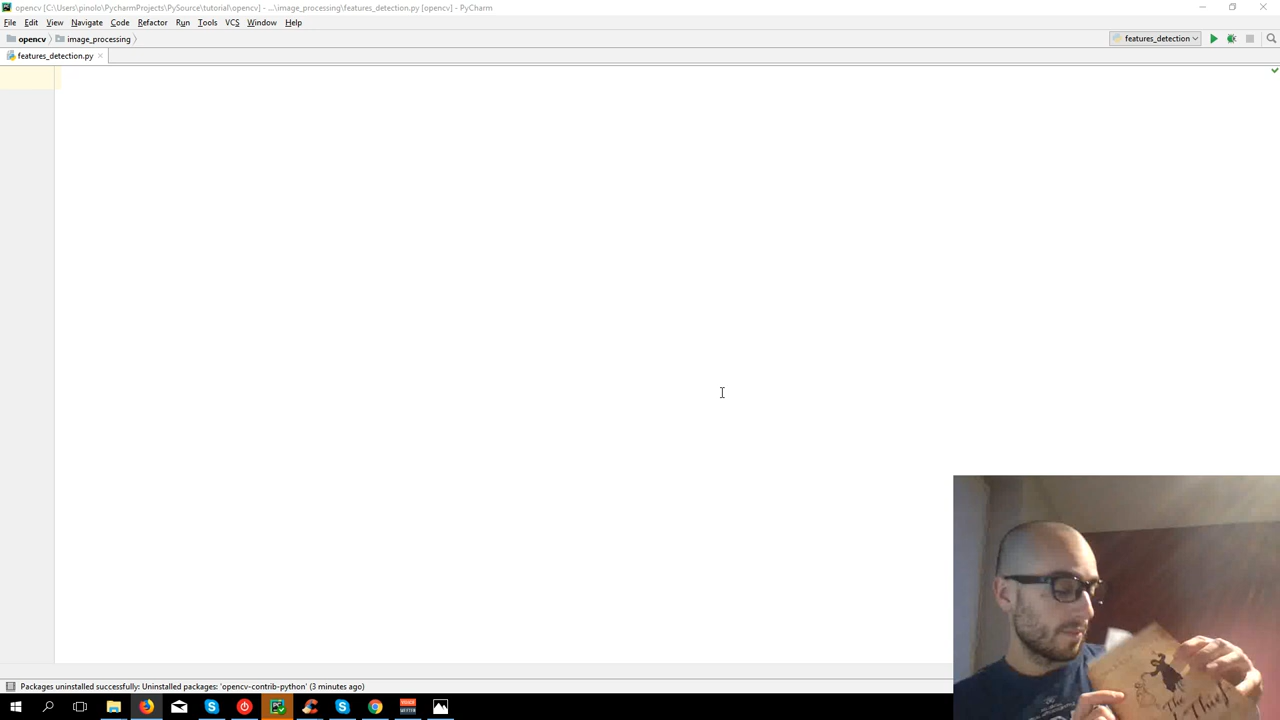 opencv [C:\Users\pinolo\PycharmProjects\PySource\tutorial\opencv] - ...\image_processing\features_detection.py [opencv] - PyCharm
File Edit View Navigate Code Refactor Run Tools VCS Window Help
opencv image_processing features_detection
features_detection.py
The
Thief
Packages uninstalled successfully: Uninstalled packages: 'opencv-contrib-python' (3 minutes ago)